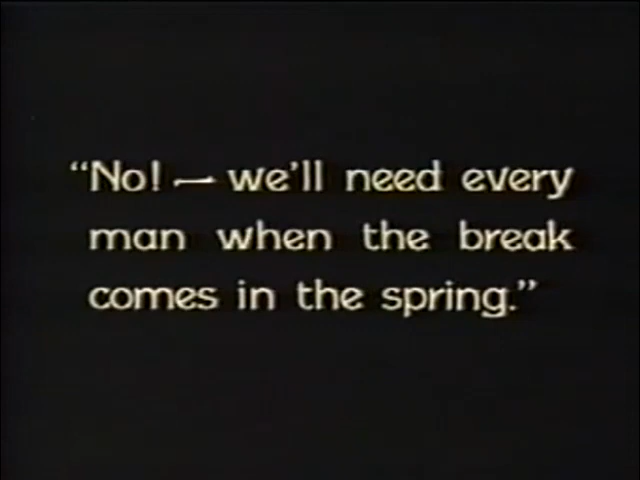 “No! — we’ll need every
man when the break
comes in the spring.”